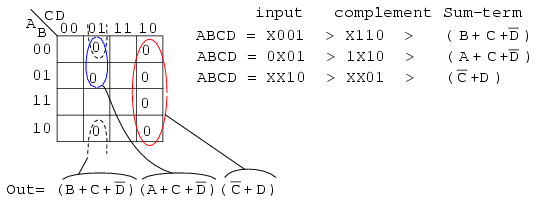 input complement Sum-term
CD
A
B 00 01 11 10
ABCD = X001 > X110 > ( B+ C+D̅ )
00 0 0
ABCD = 0X01 > 1X10 > ( A+ C+D̅ )
01 0 0
ABCD = XX10 > XX01 > ( C̅+D )
11 0
10 0 0
Out= (B+C+D̅)(A+C+D̅)(C̅+D)